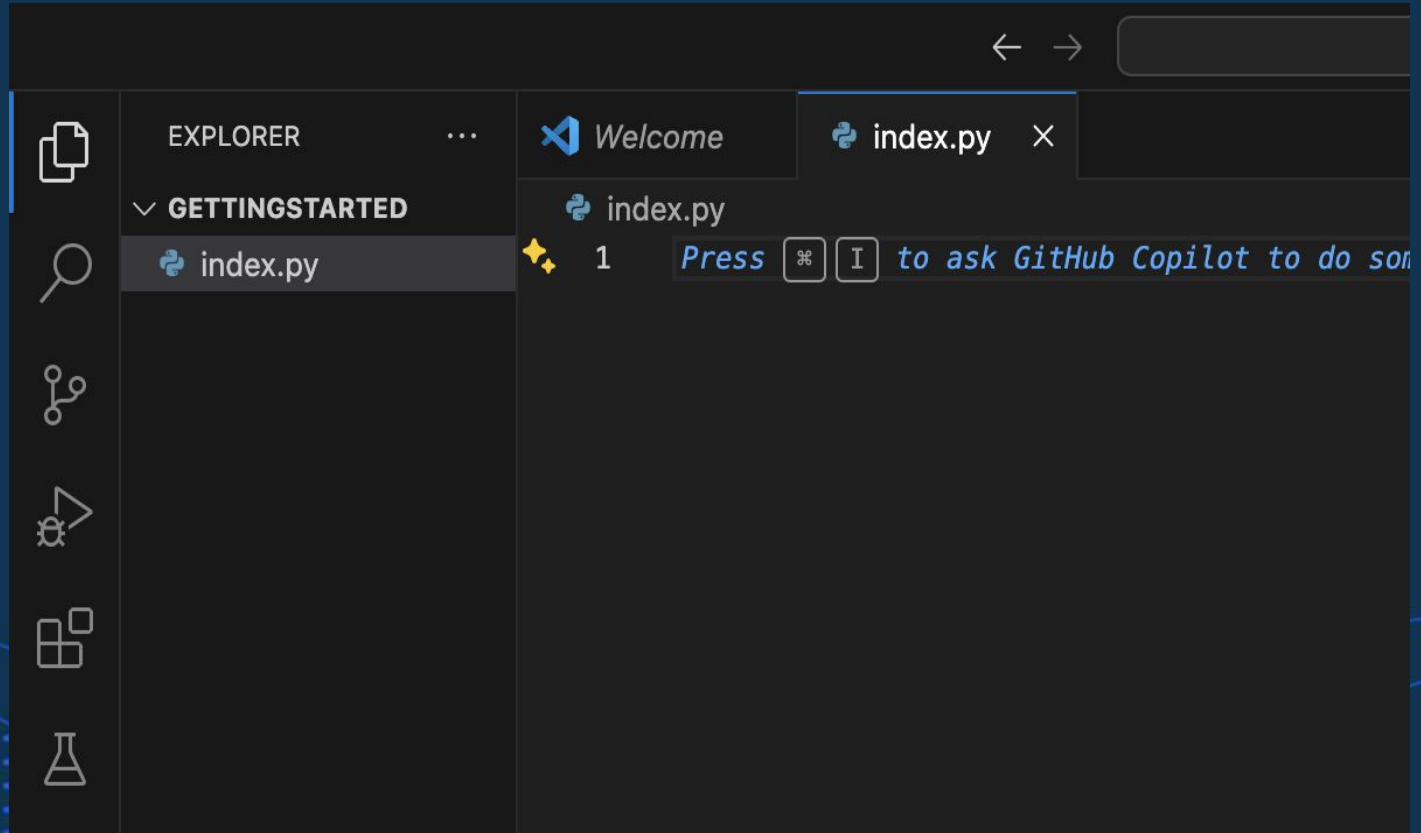 EXPLORER ...
Welcome
index.py
GETTINGSTARTED
index.py
index.py
1 Press ⌘ I to ask GitHub Copilot to do